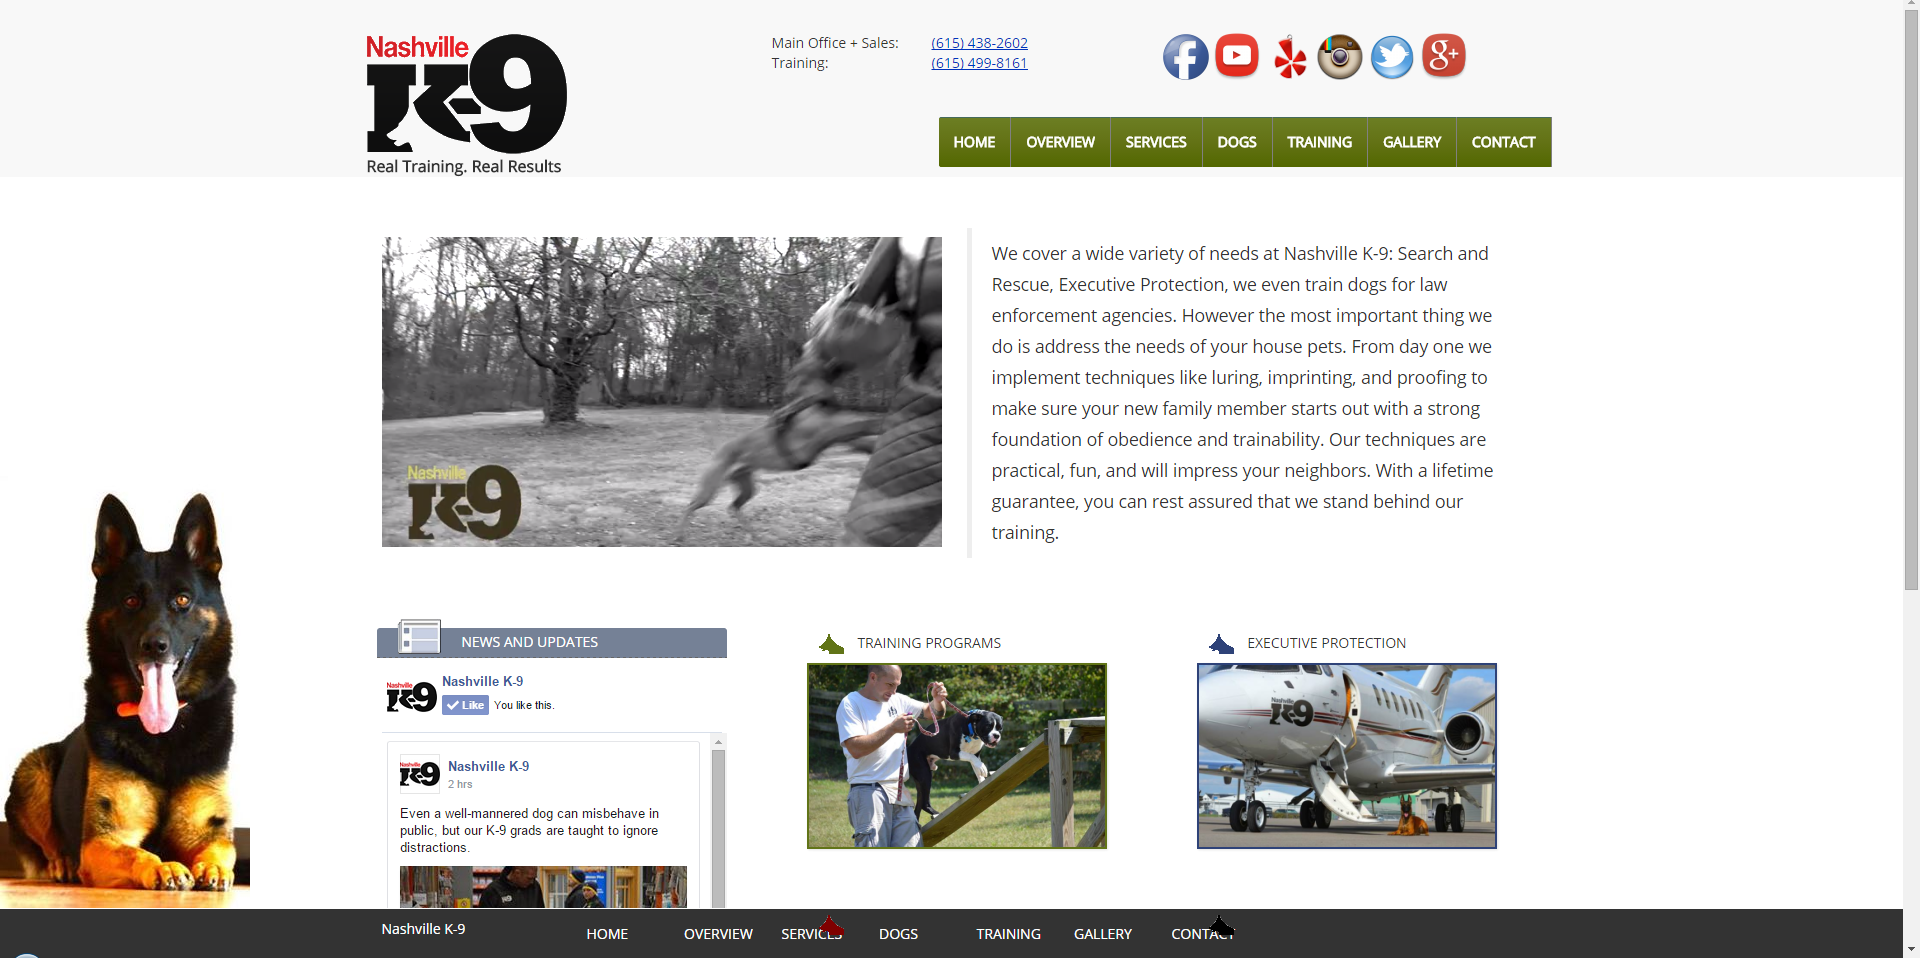 Nashville
K-9
Real Training. Real Results
Main Office + Sales: (615) 438-2602
Training: (615) 499-8161
HOME OVERVIEW SERVICES DOGS TRAINING GALLERY CONTACT
Nashville
K-9
We cover a wide variety of needs at Nashville K-9: Search and
Rescue, Executive Protection, we even train dogs for law
enforcement agencies. However the most important thing we
do is address the needs of your house pets. From day one we
implement techniques like luring, imprinting, and proofing to
make sure your new family member starts out with a strong
foundation of obedience and trainability. Our techniques are
practical, fun, and will impress your neighbors. With a lifetime
guarantee, you can rest assured that we stand behind our
training.
NEWS AND UPDATES
Nashville
K-9
Nashville K-9
Like You like this.
Nashville
K-9
Nashville K-9
2 hrs
Even a well-mannered dog can misbehave in
public, but our K-9 grads are taught to ignore
distractions.
TRAINING PROGRAMS
EXECUTIVE PROTECTION
Nashville
K-9
Nashville K-9
HOME OVERVIEW SERVICES DOGS TRAINING GALLERY CONTACT